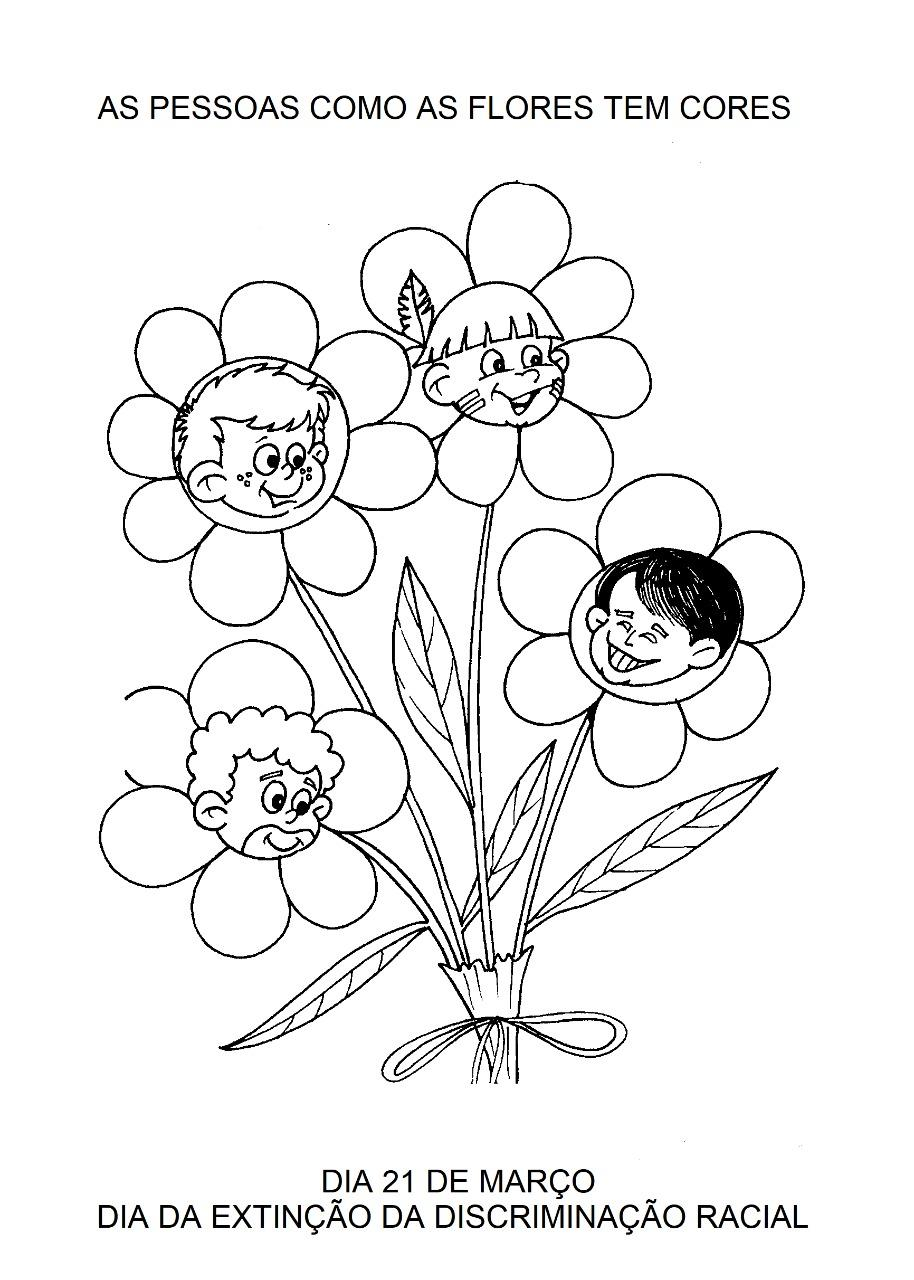 AS PESSOAS COMO AS FLORES TEM CORES
DIA 21 DE MARÇO
DIA DA EXTINÇÃO DA DISCRIMINAÇÃO RACIAL